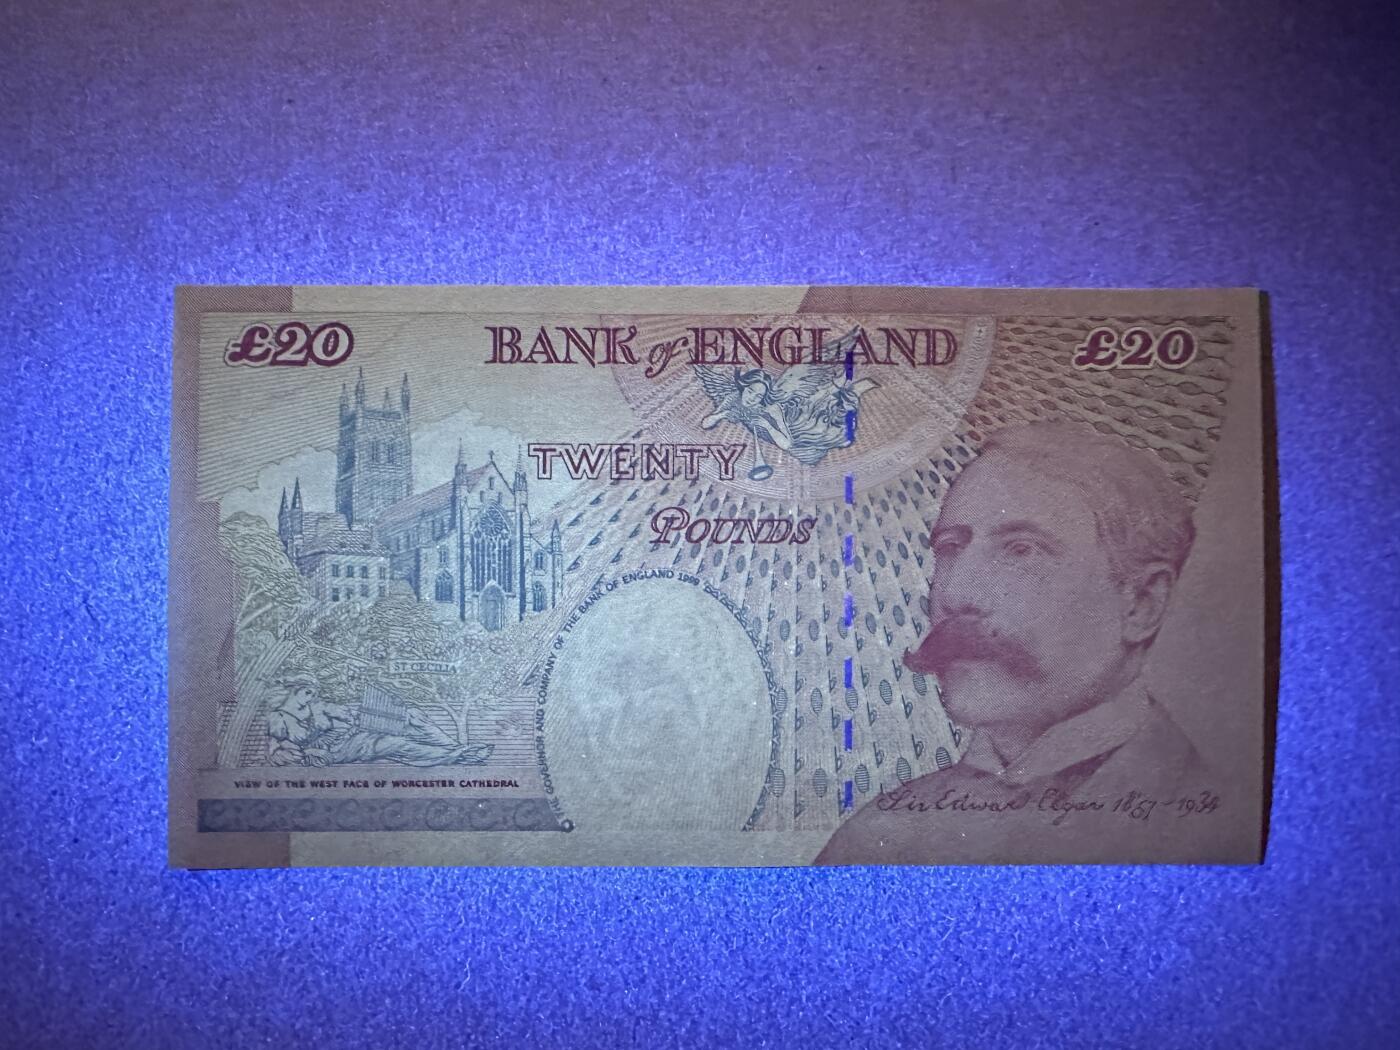 £20 BANK of ENGLAND £20
TWENTY
POUNDS
THE GOVERNOR AND COMPANY OF THE BANK OF ENGLAND 1999
ST CECILIA
VIEW OF THE WEST FACE OF WORCESTER CATHEDRAL
Sir Edward Elgar 1857-1934